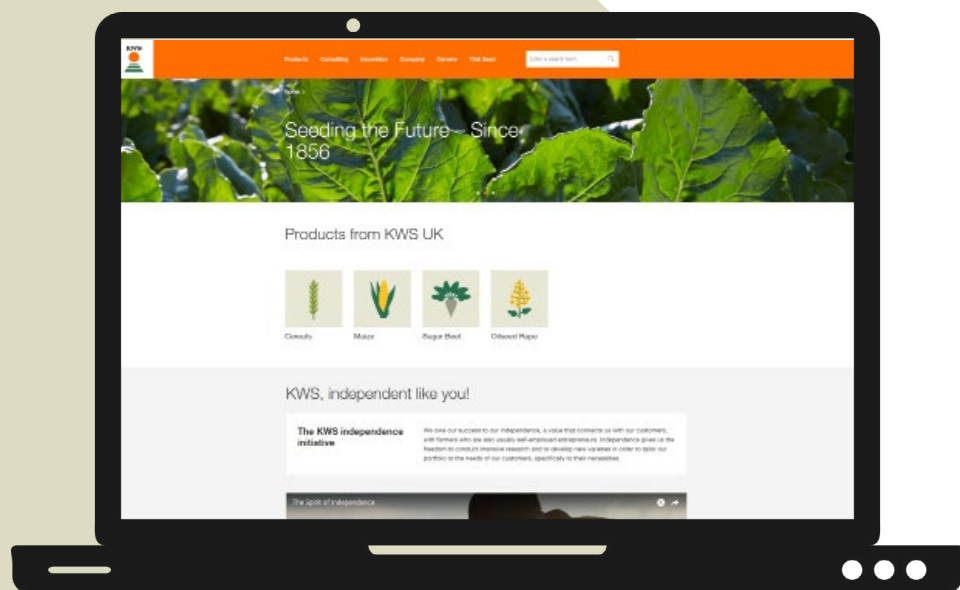 KWS
Products Consulting Innovation Company Careers Trial Seed
Enter a search term
Home >
Seeding the Future – Since
1856
Products from KWS UK
Cereals Maize Sugar Beet Oilseed Rape
KWS, independent like you!
The KWS independence
initiative
We owe our success to our independence, a value that connects us with our customers,
with farmers who are also usually self-employed entrepreneurs. Independence gives us the
freedom to conduct intensive research and to develop new varieties in order to tailor our
portfolio to the needs of our customers, specifically to their necessities.
The Spirit of Independence